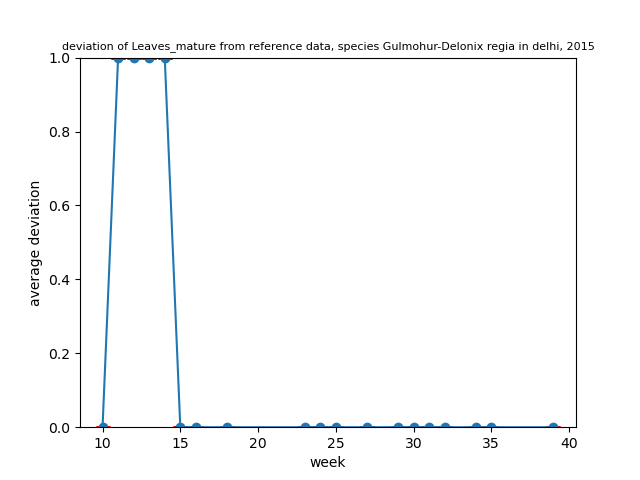 deviation of Leaves_mature from reference data, species Gulmohur-Delonix regia in delhi, 2015
1.0
0.8
0.6
0.4
0.2
0.0
average deviation
10 15 20 25 30 35 40
week